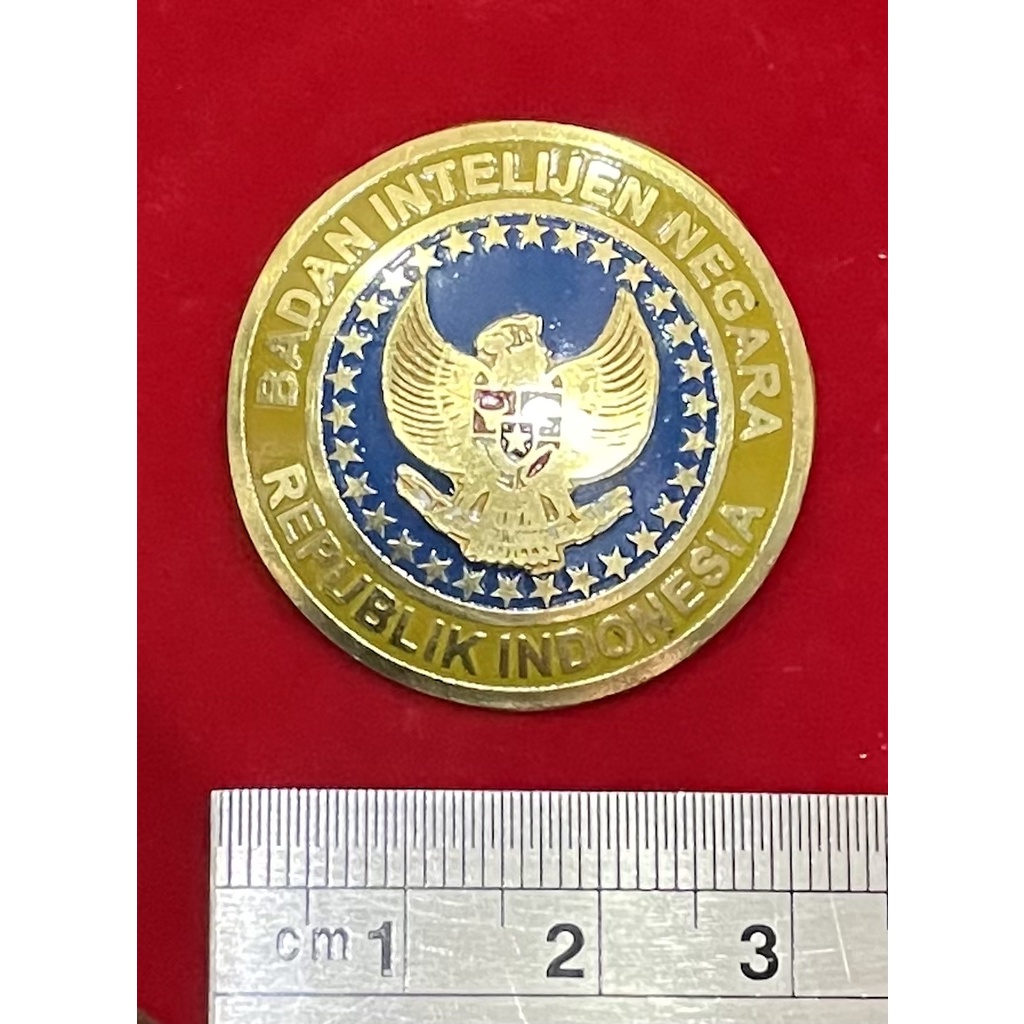 BADAN INTELIJEN NEGARA
REPUBLIK INDONESIA
cm 1 2 3